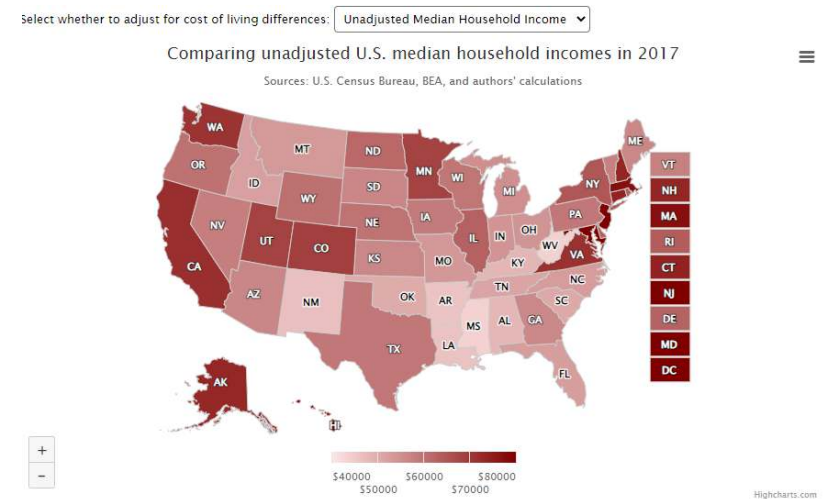 Select whether to adjust for cost of living differences: Unadjusted Median Household Income
Comparing unadjusted U.S. median household incomes in 2017
Sources: U.S. Census Bureau, BEA, and authors' calculations
WA
ME
MT
ND
VT
OR
MN
ID
SD
WI
NY
NH
WY
MI
IA
PA
MA
NE
NV
OH
RI
UT
IL
IN
CO
WV
KS
VA
CA
MO
KY
CT
NC
AZ
TN
NJ
OK
NM
AR
SC
DE
MS
AL
GA
LA
TX
MD
DC
FL
AK
HI
+
−
$40000
$50000
$60000
$70000
$80000
Highcharts.com